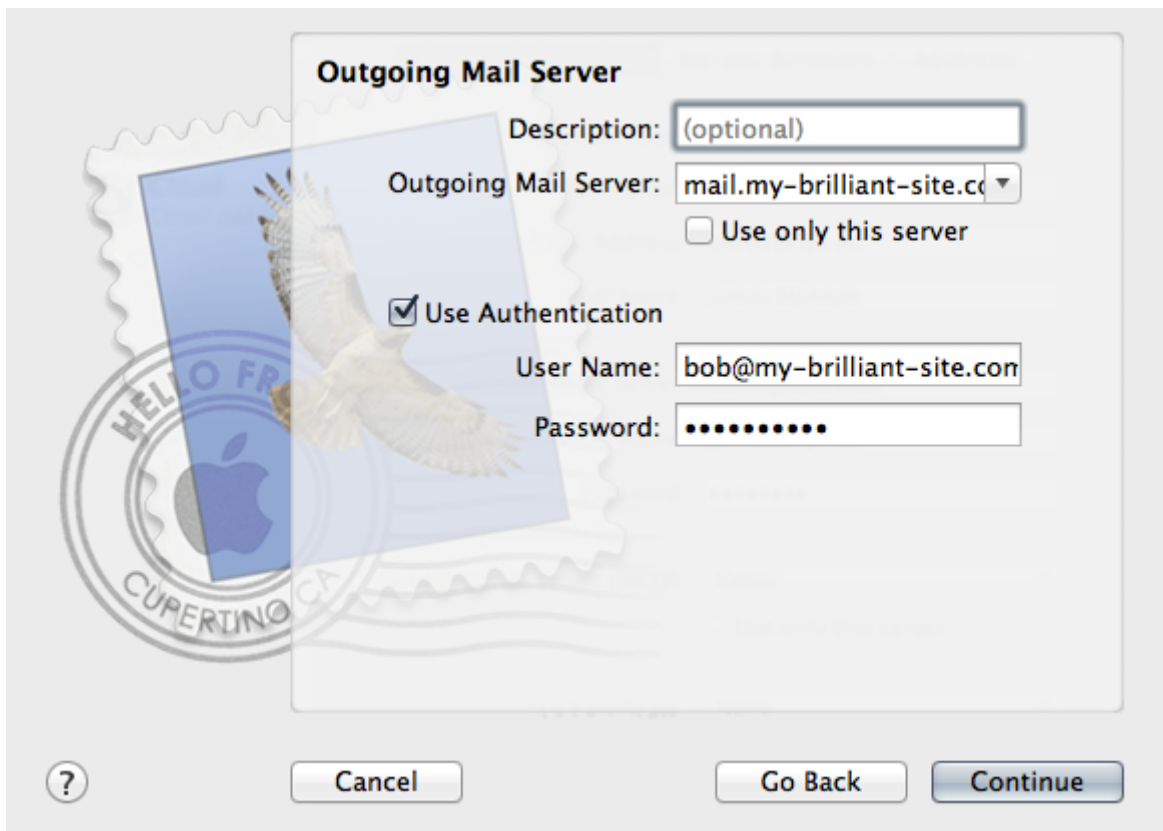 Outgoing Mail Server
Description: (optional)
Outgoing Mail Server: mail.my-brilliant-site.co
Use only this server
Use Authentication
User Name: bob@my-brilliant-site.com
Password: ••••••••••
HELLO FR
CUPERTINO CA
? Cancel Go Back Continue